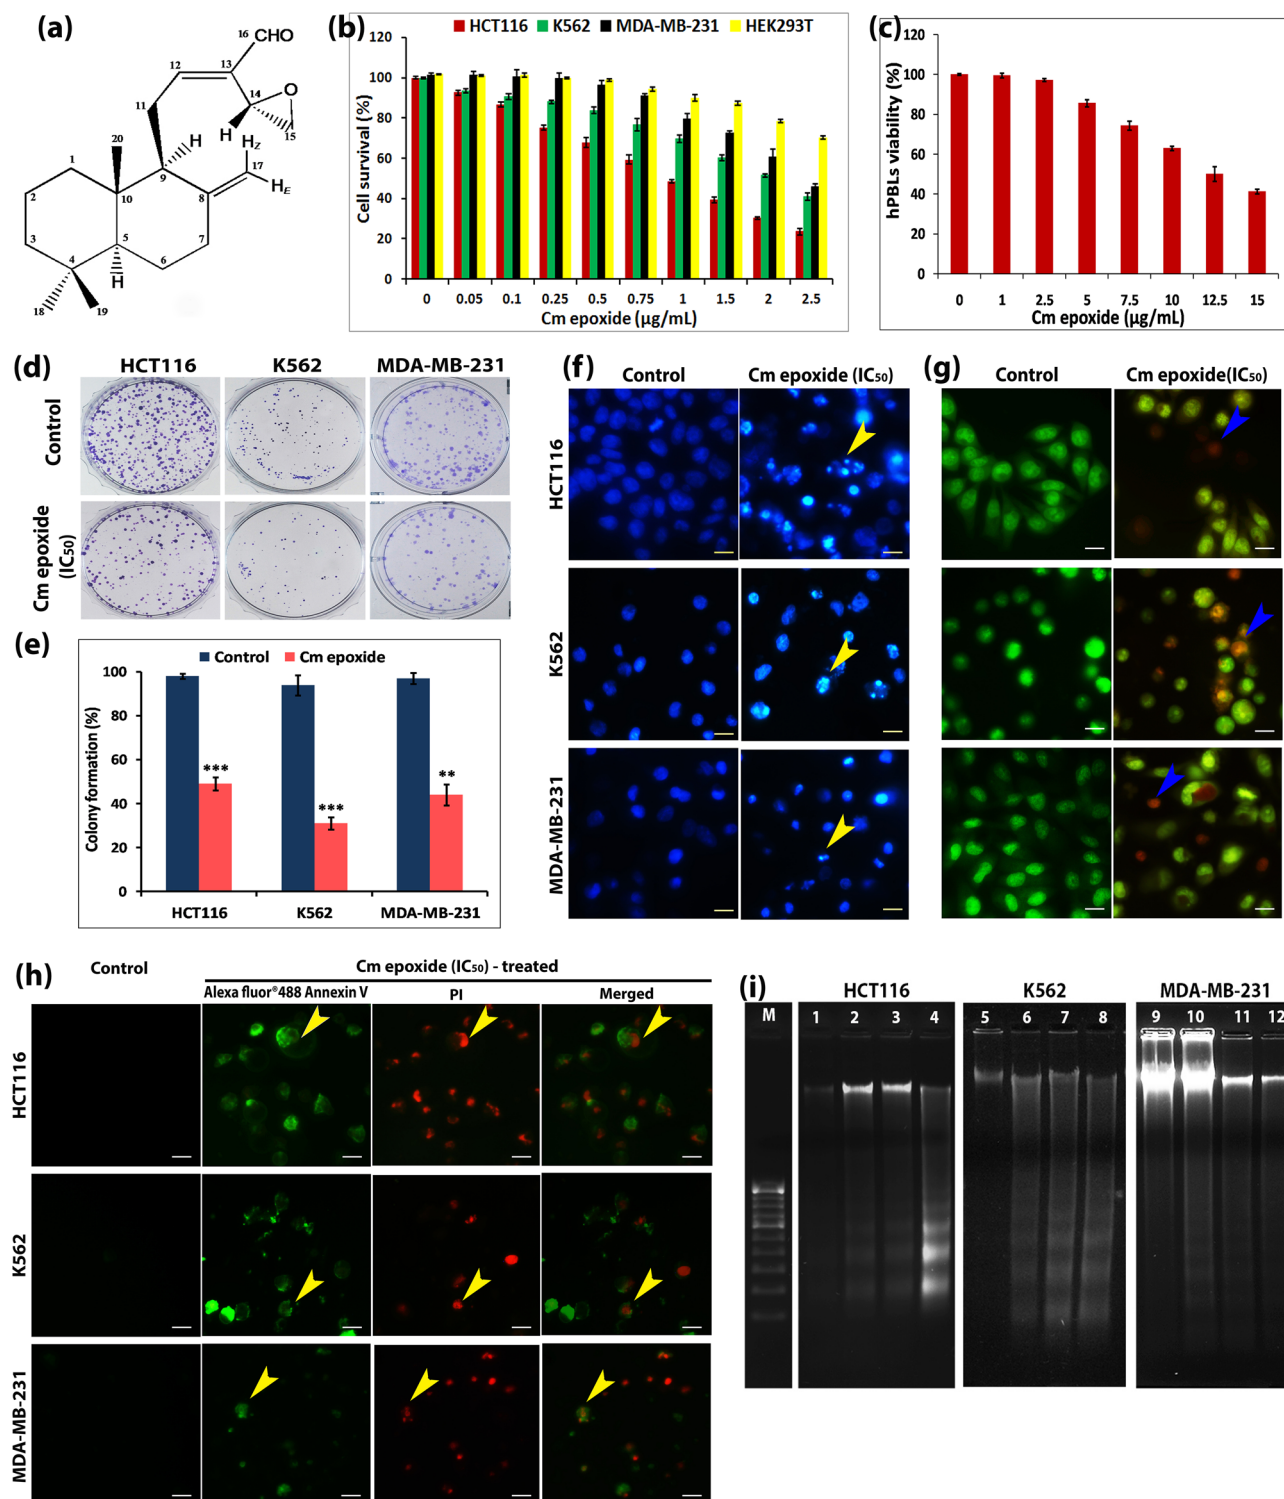 (a)
16 CHO
12 13
14 O
11
H 15
H_Z
20 H
1 17
9 H_E
2 10 8
3 5 7
4 6
H
18 19
(b)
HCT116 K562 MDA-MB-231 HEK293T
Cell survival (%)
120
100
80
60
40
20
0
0 0.05 0.1 0.25 0.5 0.75 1 1.5 2 2.5
Cm epoxide (µg/mL)
(c)
hPBLs viability (%)
120
100
80
60
40
20
0
0 1 2.5 5 7.5 10 12.5 15
Cm epoxide (µg/mL)
(d)
HCT116 K562 MDA-MB-231
Control
Cm epoxide
(IC50)
(e)
Control Cm epoxide
Colony formation (%)
100
80
60
40
20
0
*** *** **
HCT116 K562 MDA-MB-231
(f)
Control Cm epoxide (IC50)
HCT116
K562
MDA-MB-231
(g)
Control Cm epoxide(IC50)
(h)
Control Cm epoxide (IC50) - treated
Alexa fluor®488 Annexin V PI Merged
HCT116
K562
MDA-MB-231
(i)
HCT116 K562 MDA-MB-231
M 1 2 3 4 5 6 7 8 9 10 11 12